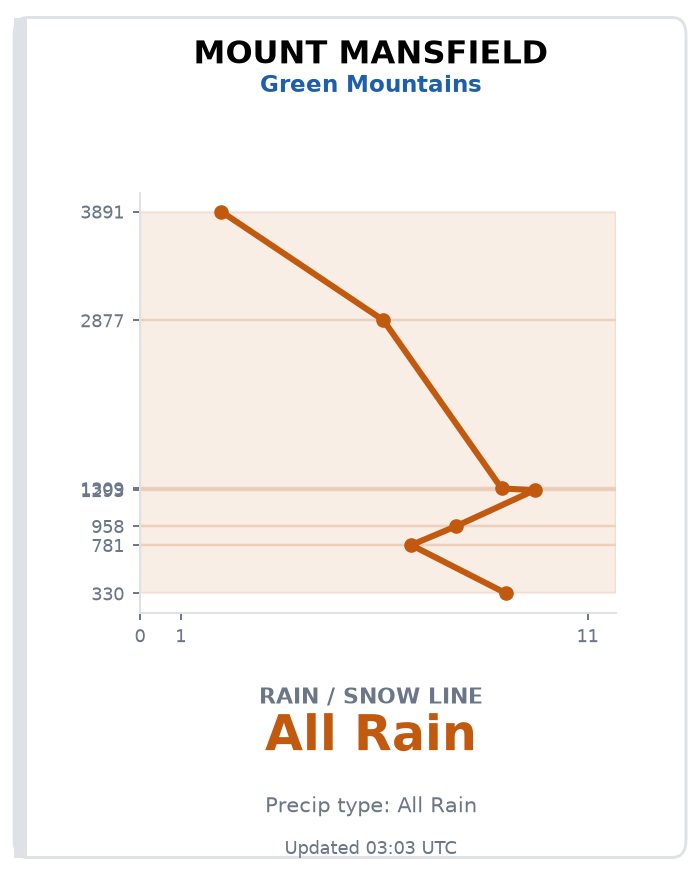 MOUNT MANSFIELD
Green Mountains
3891
2877
958
781
330
0 1 11
RAIN / SNOW LINE
All Rain
Precip type: All Rain
Updated 03:03 UTC